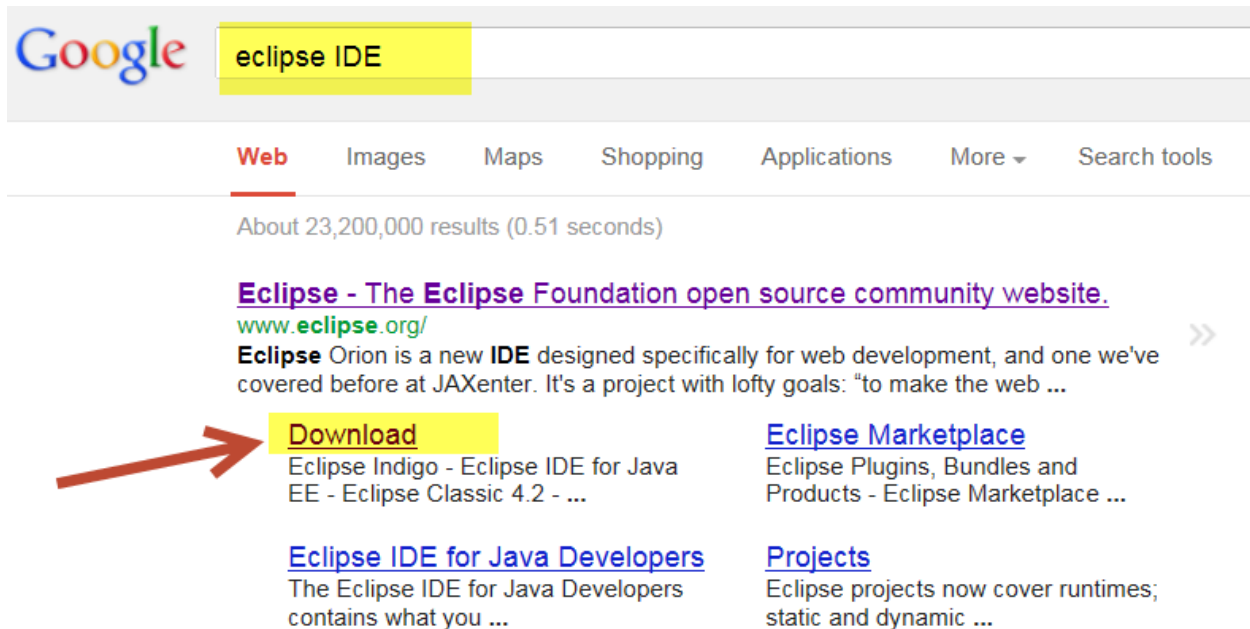 Google
eclipse IDE
Web Images Maps Shopping Applications More Search tools
About 23,200,000 results (0.51 seconds)
Eclipse - The Eclipse Foundation open source community website.
www.eclipse.org/
Eclipse Orion is a new IDE designed specifically for web development, and one we've
covered before at JAXenter. It's a project with lofty goals: “to make the web ...
Download
Eclipse Indigo - Eclipse IDE for Java
EE - Eclipse Classic 4.2 - ...
Eclipse Marketplace
Eclipse Plugins, Bundles and
Products - Eclipse Marketplace ...
Eclipse IDE for Java Developers
The Eclipse IDE for Java Developers
contains what you ...
Projects
Eclipse projects now cover runtimes;
static and dynamic ...